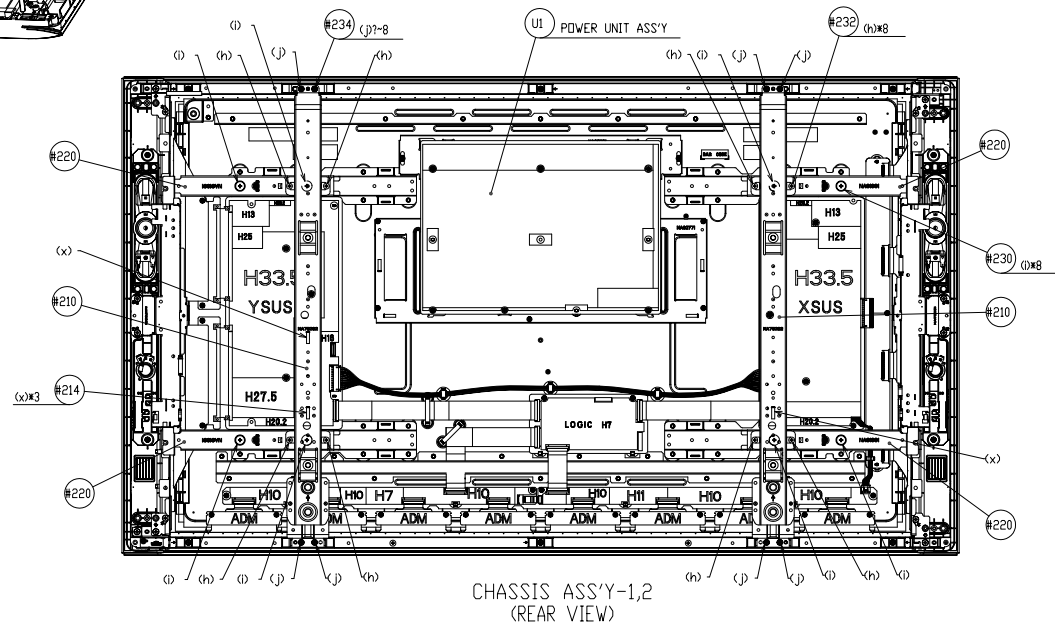 (i) #234 (j)?~8 U1 POWER UNIT ASS'Y #232 (h)*8
(i) (h) (j) (h) (h) (i) (j) (j)
#220 #220
H13 H13
H25 H25
(x) #230 (i)*8
H33.5 H33.5
YSUS XSUS
#210 #210
H16
(x)*3 #214 H27.5
H20.2 LOGIC H7 H20.2
(x)
#220 H10 H10 H7 H10 H10 H11 H10 H10
ADM ADM ADM ADM ADM ADM ADM ADM
#220
(i) (h) (i) (j) (j) (h) (h) (j) (j) (i) (h) (i)
CHASSIS ASS'Y-1,2
(REAR VIEW)